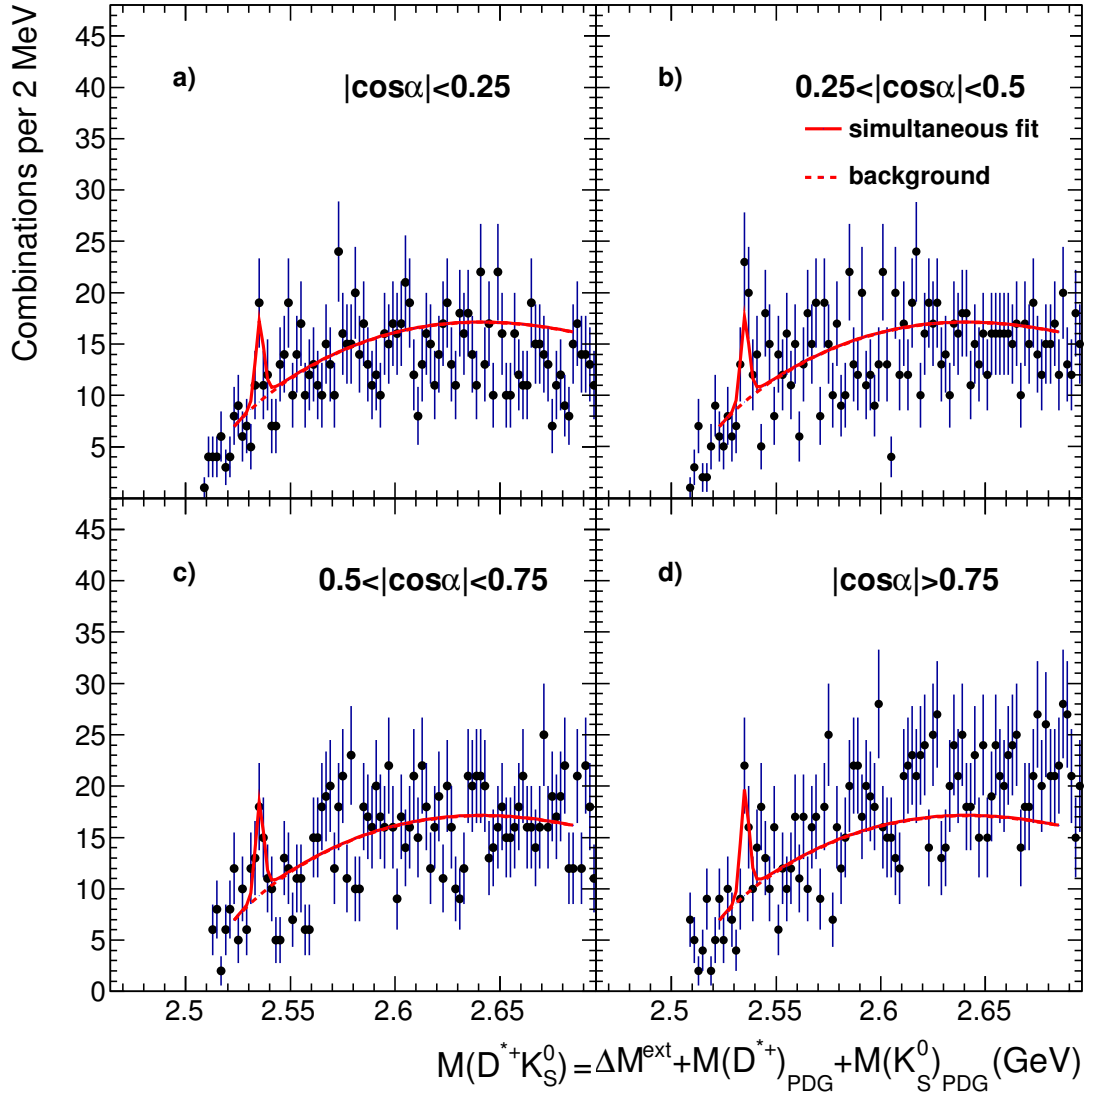 Combinations per 2 MeV
45
40
35
30
25
20
15
10
5
a)
|cosα|<0.25
b)
0.25<|cosα|<0.5
simultaneous fit
background
2.5
2.55
2.6
2.65
2.5
2.55
2.6
2.65
45
40
35
30
25
20
15
10
5
0
c)
0.5<|cosα|<0.75
d)
|cosα|>0.75
M(D*+K0S)=ΔMext+M(D*+)PDG+M(K0S)PDG (GeV)